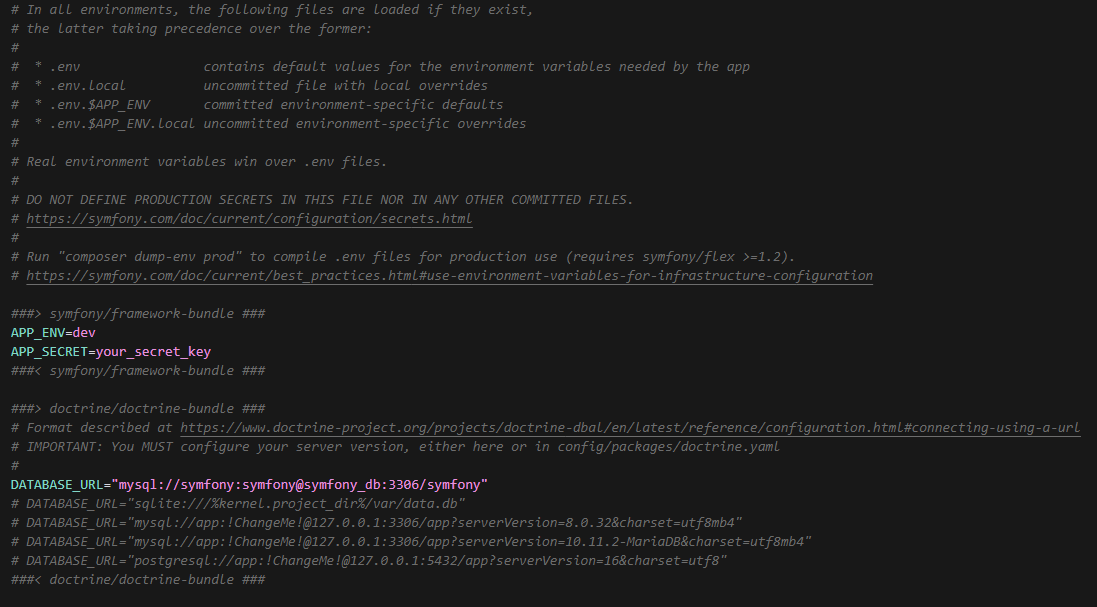 # In all environments, the following files are loaded if they exist,
# the latter taking precedence over the former:
#
#  * .env                contains default values for the environment variables needed by the app
#  * .env.local          uncommitted file with local overrides
#  * .env.$APP_ENV       committed environment-specific defaults
#  * .env.$APP_ENV.local uncommitted environment-specific overrides
#
# Real environment variables win over .env files.
#
# DO NOT DEFINE PRODUCTION SECRETS IN THIS FILE NOR IN ANY OTHER COMMITTED FILES.
# https://symfony.com/doc/current/configuration/secrets.html
#
# Run "composer dump-env prod" to compile .env files for production use (requires symfony/flex >=1.2).
# https://symfony.com/doc/current/best_practices.html#use-environment-variables-for-infrastructure-configuration

###> symfony/framework-bundle ###
APP_ENV=dev
APP_SECRET=your_secret_key
###< symfony/framework-bundle ###

###> doctrine/doctrine-bundle ###
# Format described at https://www.doctrine-project.org/projects/doctrine-dbal/en/latest/reference/configuration.html#connecting-using-a-url
# IMPORTANT: You MUST configure your server version, either here or in config/packages/doctrine.yaml
#
DATABASE_URL="mysql://symfony:symfony@symfony_db:3306/symfony"
# DATABASE_URL="sqlite:///%kernel.project_dir%/var/data.db"
# DATABASE_URL="mysql://app:!ChangeMe!@127.0.0.1:3306/app?serverVersion=8.0.32&charset=utf8mb4"
# DATABASE_URL="mysql://app:!ChangeMe!@127.0.0.1:3306/app?serverVersion=10.11.2-MariaDB&charset=utf8mb4"
# DATABASE_URL="postgresql://app:!ChangeMe!@127.0.0.1:5432/app?serverVersion=16&charset=utf8"
###< doctrine/doctrine-bundle ###